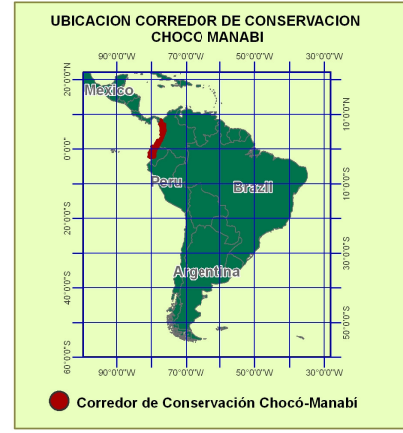 UBICACION CORREDOR DE CONSERVACION
CHOCO MANABI
90°0'0"W 70°0'0"W 50°0'0"W 30°0'0"W
20°0'0"N
Mexico
10°0'0"N
0°0'0"
Peru
Brazil
10°0'0"S
20°0'0"S
Argentina
30°0'0"S
40°0'0"S
50°0'0"S
60°0'0"S
90°0'0"W 70°0'0"W 50°0'0"W 30°0'0"W
Corredor de Conservación Chocó-Manabí